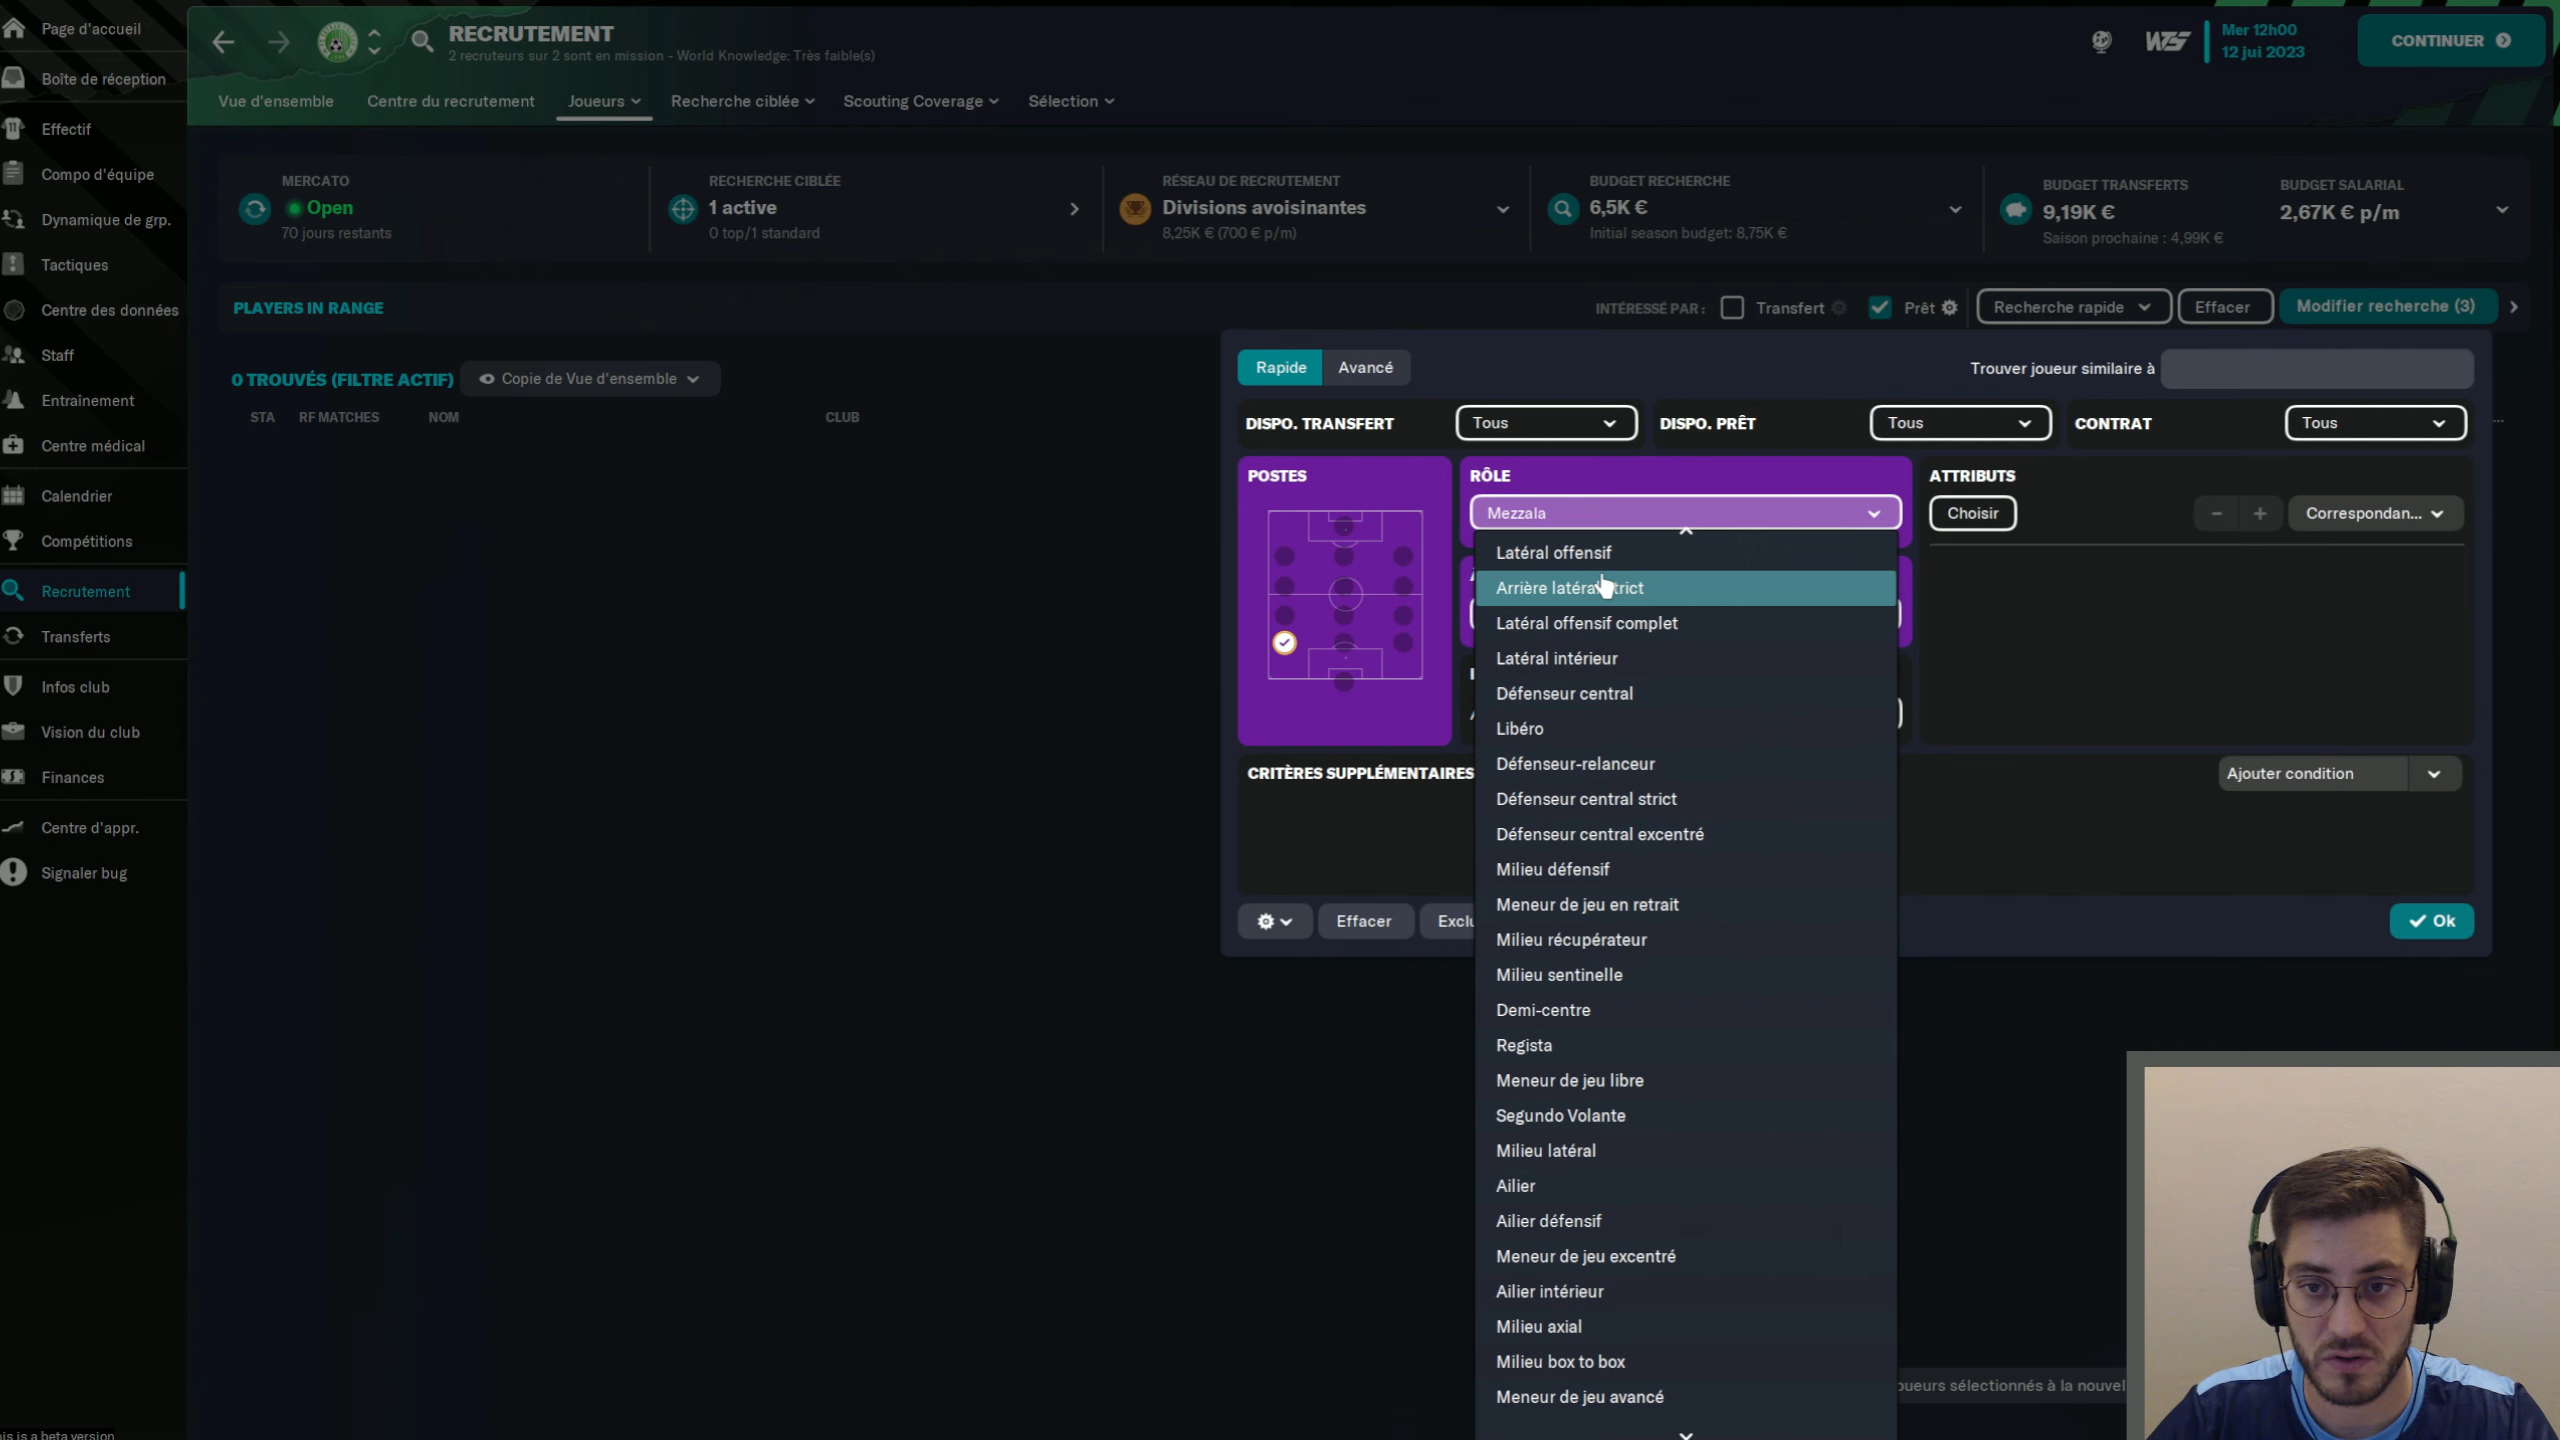 Page d'accueil
Boîte de réception
Effectif
Compo d'équipe
Dynamique de grp.
Tactiques
Centre des données
Staff
Entraînement
Centre médical
Calendrier
Compétitions
Recrutement
Transferts
Infos club
Vision du club
Finances
Centre d'appr.
Signaler bug
his is a beta version
RECRUTEMENT
2 recruteurs sur 2 sont en mission - World Knowledge: Très faible(s)
Mer 12h00
12 jui 2023
CONTINUER
Vue d'ensemble Centre du recrutement Joueurs Recherche ciblée Scouting Coverage Sélection
MERCATO
Open
70 jours restants
RECHERCHE CIBLÉE
1 active
0 top/1 standard
RÉSEAU DE RECRUTEMENT
Divisions avoisinantes
8,25K € (700 € p/m)
BUDGET RECHERCHE
6,5K €
Initial season budget: 8,75K €
BUDGET TRANSFERTS
9,19K €
Saison prochaine : 4,99K €
BUDGET SALARIAL
2,67K € p/m
PLAYERS IN RANGE
INTÉRESSÉ PAR : Transfert Prêt Recherche rapide Effacer Modifier recherche (3)
0 TROUVÉS (FILTRE ACTIF) Copie de Vue d'ensemble
STA RF MATCHES NOM CLUB
Rapide Avancé Trouver joueur similaire à
DISPO. TRANSFERT Tous DISPO. PRÊT Tous CONTRAT Tous
POSTES
RÔLE
Mezzala
ATTRIBUTS
Choisir - + Correspondan...
Latéral offensif
Arrière latéral strict
Latéral offensif complet
Latéral intérieur
Défenseur central
Libéro
Défenseur-relanceur
Défenseur central strict
Défenseur central excentré
Milieu défensif
Meneur de jeu en retrait
Milieu récupérateur
Milieu sentinelle
Demi-centre
Regista
Meneur de jeu libre
Segundo Volante
Milieu latéral
Ailier
Ailier défensif
Meneur de jeu excentré
Ailier intérieur
Milieu axial
Milieu box to box
Meneur de jeu avancé
CRITÈRES SUPPLÉMENTAIRES
Ajouter condition
Effacer Exclu
Ok
oueurs sélectionnés à la nouvel